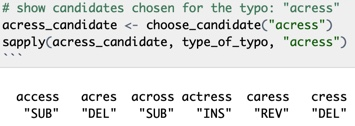 # show candidates chosen for the typo: "acress"
acress_candidate <- choose_candidate("acress")
sapply(acress_candidate, type_of_typo, "acress")
```
access acres across actress caress cress
"SUB" "DEL" "SUB" "INS" "REV" "DEL"